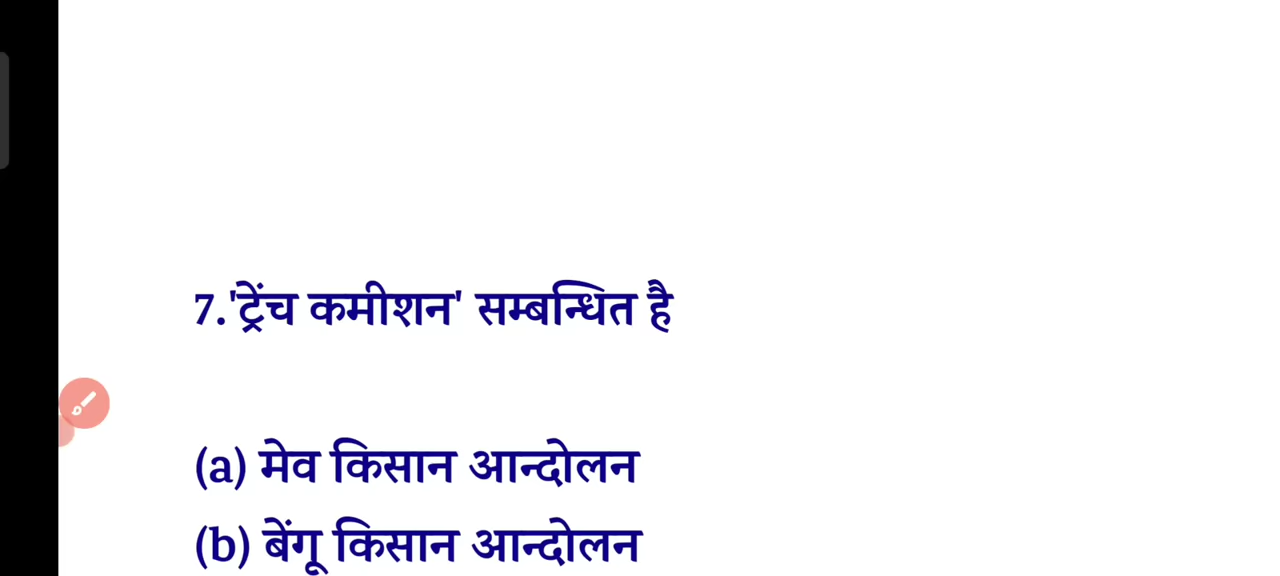 7.'ट्रेंच कमीशन' सम्बन्धित है
(a) मेव किसान आन्दोलन
(b) बेंगू किसान आन्दोलन